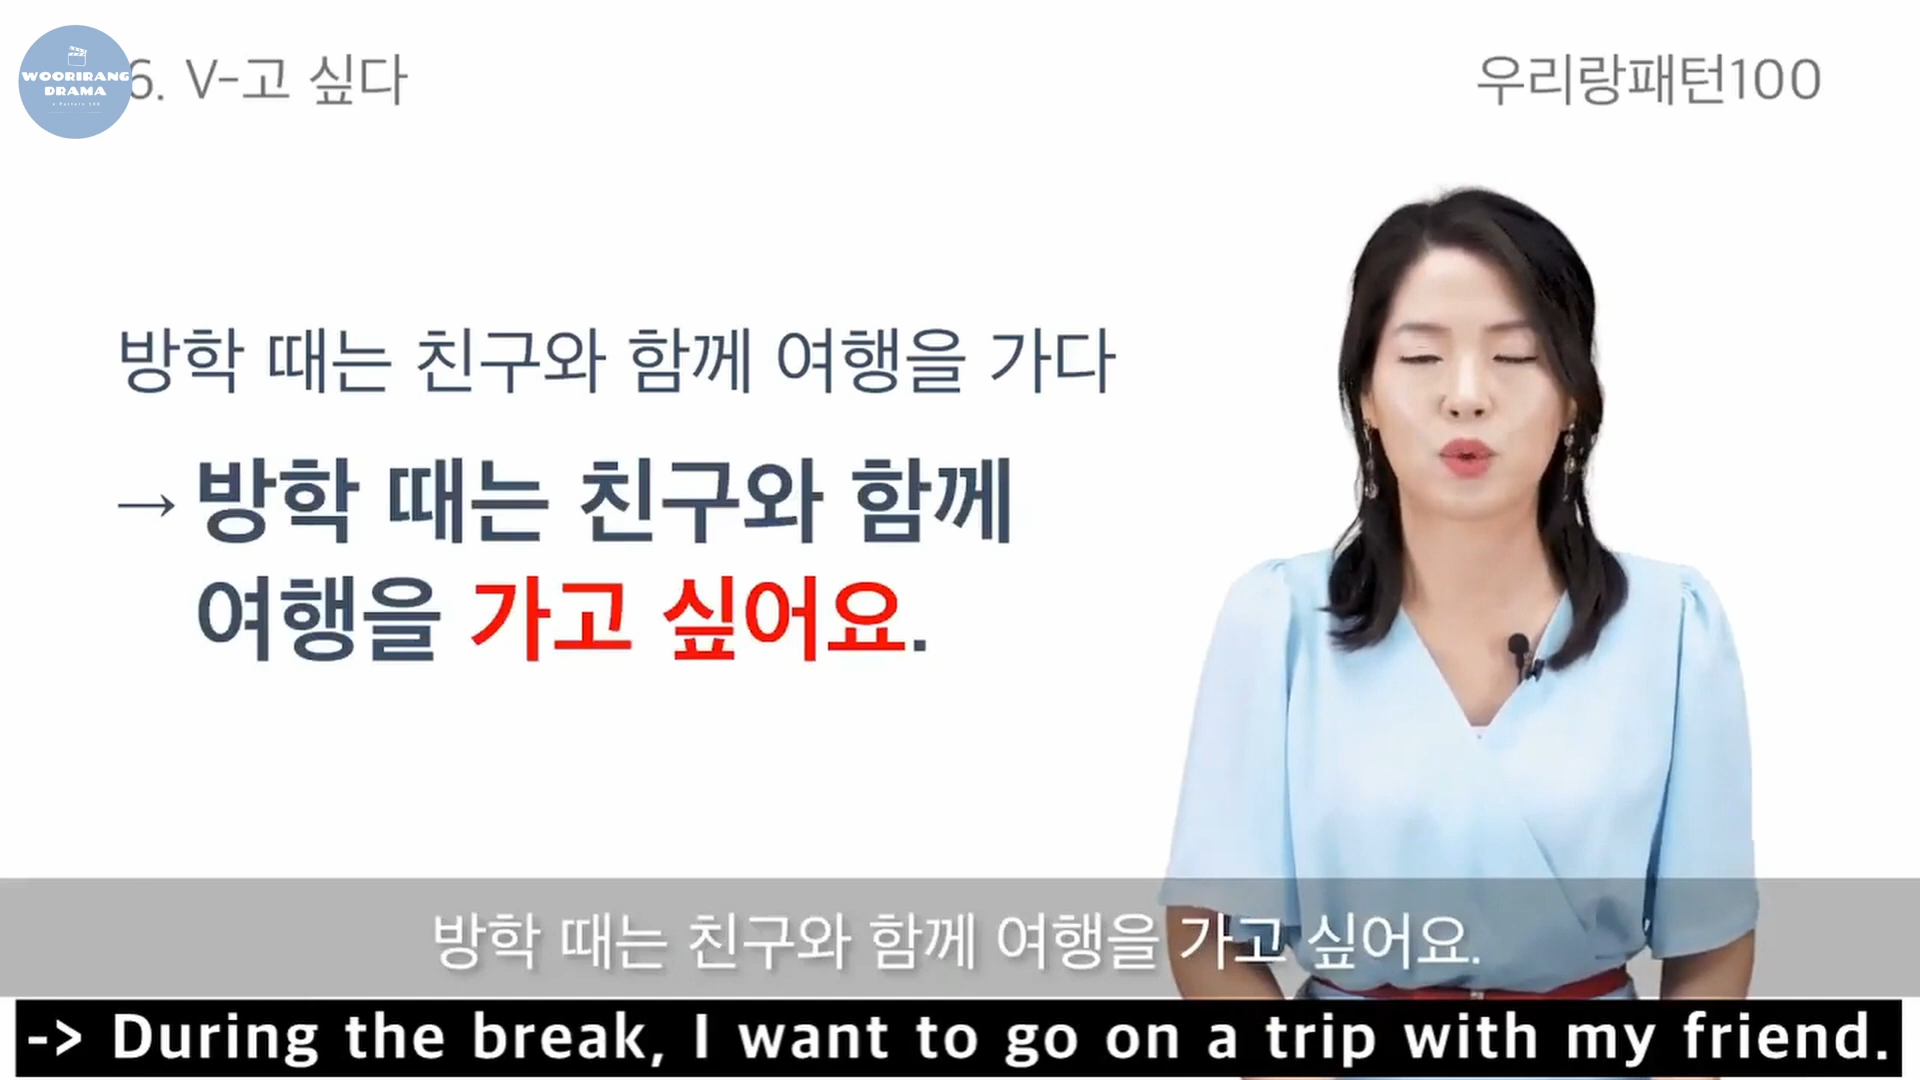 WOORIRANG
DRAMA
6. V-고 싶다
우리랑패턴100
방학 때는 친구와 함께 여행을 가다
→ 방학 때는 친구와 함께
여행을 가고 싶어요.
방학 때는 친구와 함께 여행을 가고 싶어요.
-> During the break, I want to go on a trip with my friend.